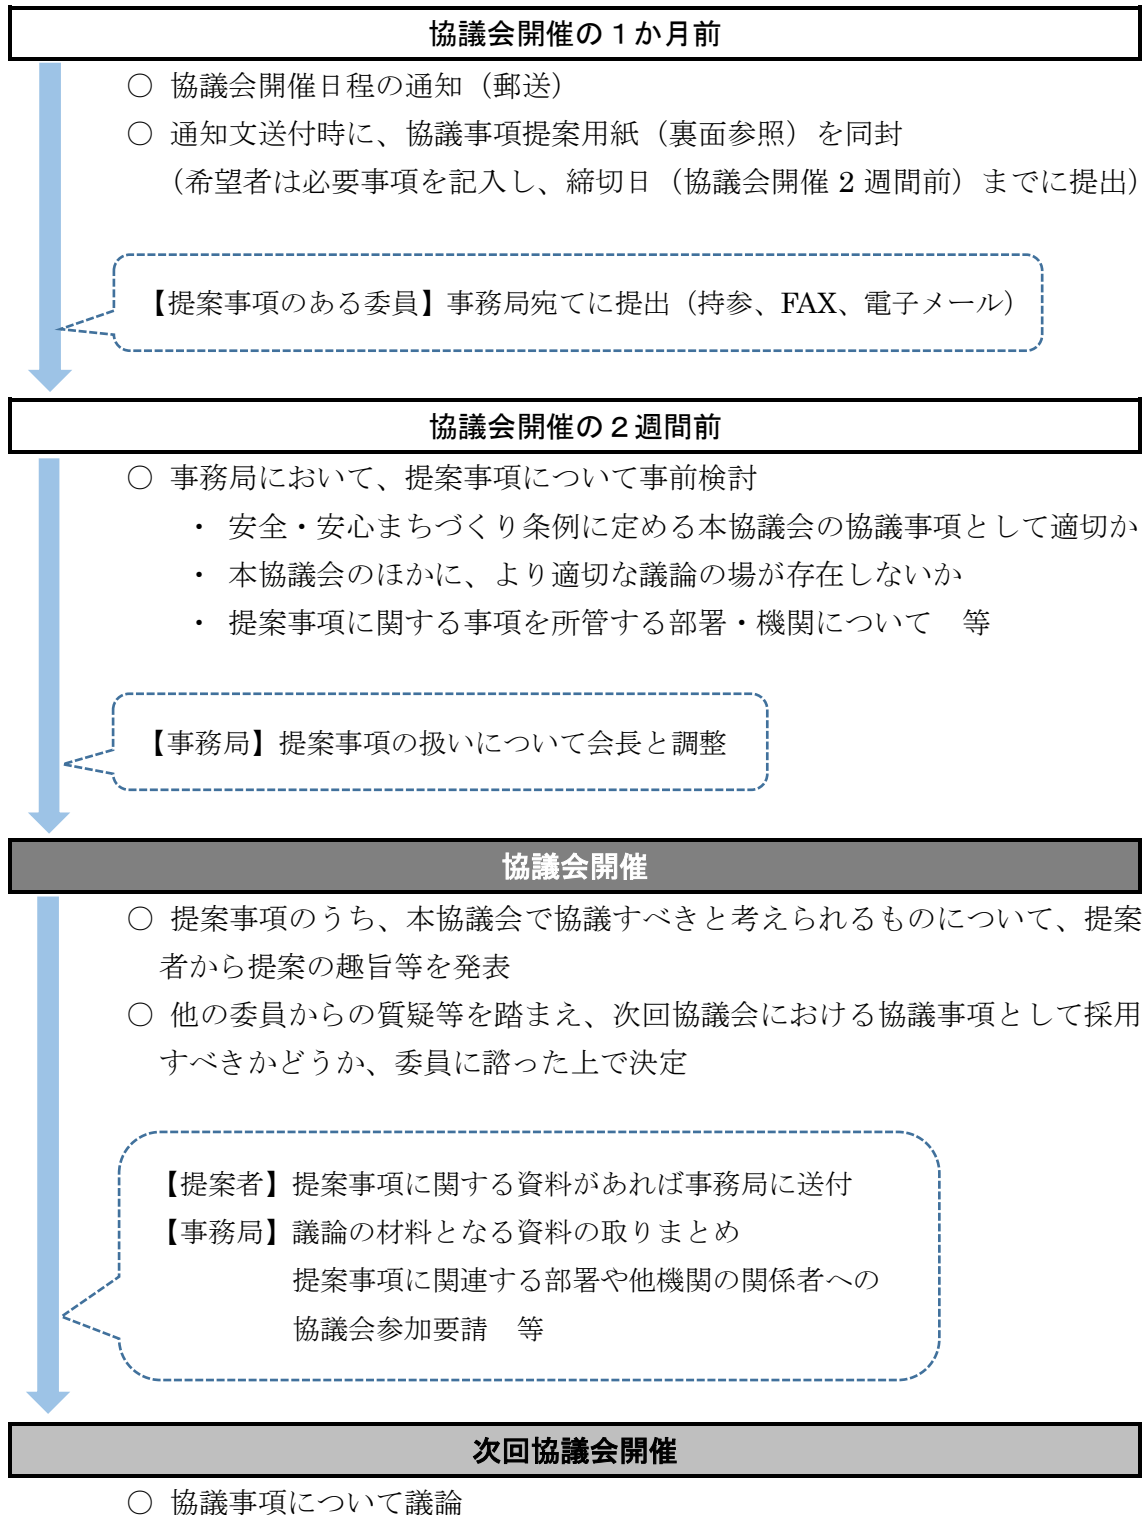 協議会開催の１か月前
○ 協議会開催日程の通知（郵送）
○ 通知文送付時に、協議事項提案用紙（裏面参照）を同封
（希望者は必要事項を記入し、締切日（協議会開催 2 週間前）までに提出）
【提案事項のある委員】事務局宛てに提出（持参、FAX、電子メール）
協議会開催の２週間前
○ 事務局において、提案事項について事前検討
・ 安全・安心まちづくり条例に定める本協議会の協議事項として適切か
・ 本協議会のほかに、より適切な議論の場が存在しないか
・ 提案事項に関する事項を所管する部署・機関について　等
【事務局】提案事項の扱いについて会長と調整
協議会開催
○ 提案事項のうち、本協議会で協議すべきと考えられるものについて、提案
者から提案の趣旨等を発表
○ 他の委員からの質疑等を踏まえ、次回協議会における協議事項として採用
すべきかどうか、委員に諮った上で決定
【提案者】提案事項に関する資料があれば事務局に送付
【事務局】議論の材料となる資料の取りまとめ
提案事項に関連する部署や他機関の関係者への
協議会参加要請　等
次回協議会開催
○ 協議事項について議論